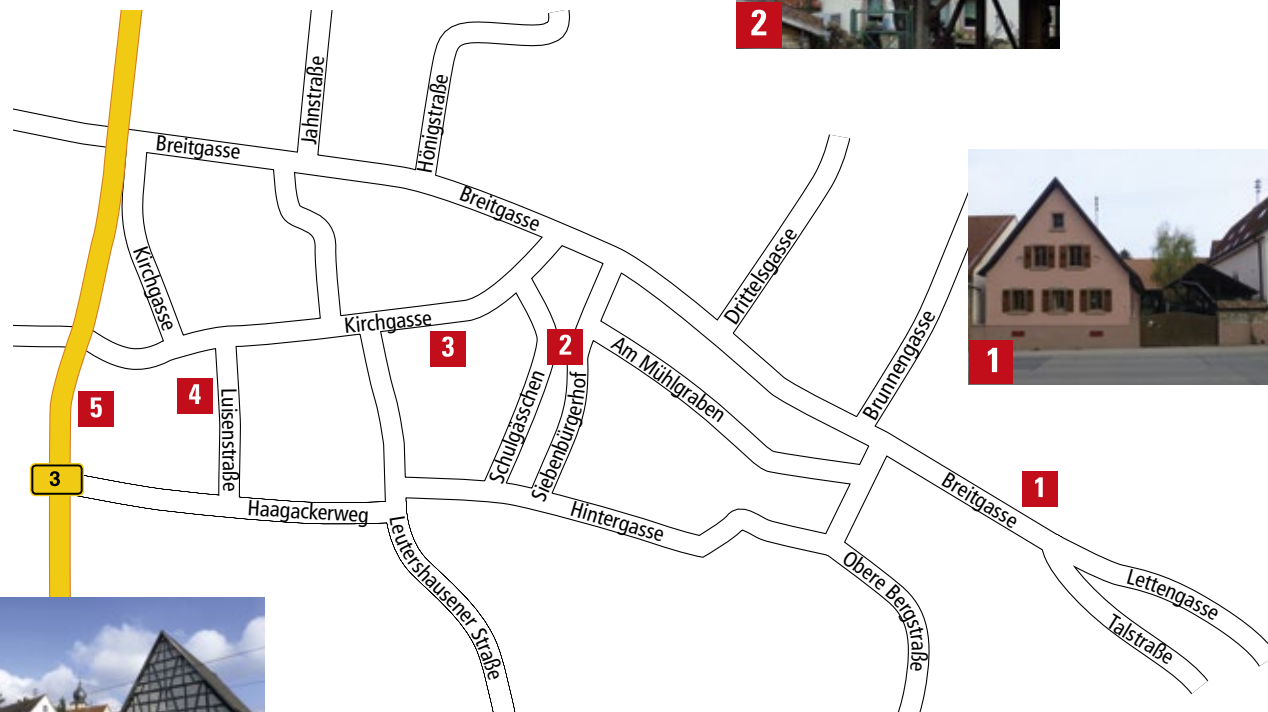 2
Jahnstraße
Hönigstraße
Breitgasse
Breitgasse
Drittelsgasse
Kirchgasse
Kirchgasse
Brunnengasse
1
3
2
Am Mühlgraben
4
5
Luisenstraße
Schulgässchen
Siebenbürgerhof
3
Haagackerweg
Hintergasse
Breitgasse
1
Leutershausener Straße
Obere Bergstraße
Lettengasse
Talstraße